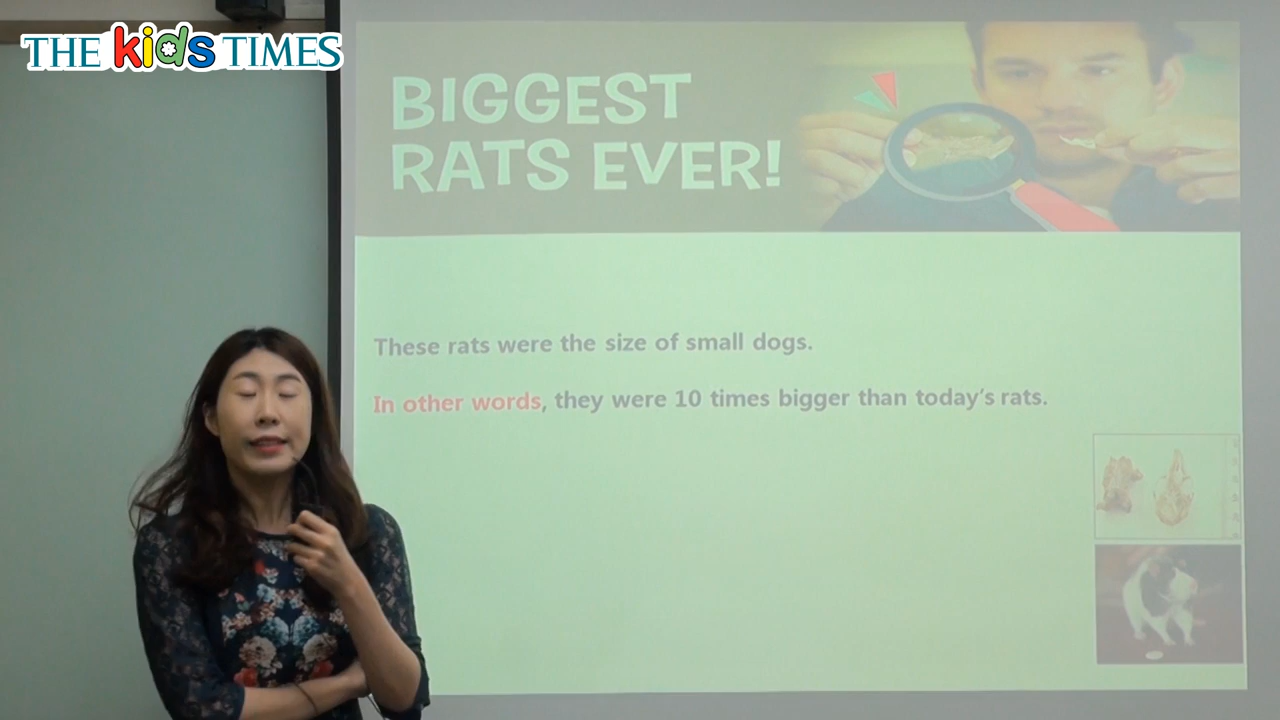 THE kids TIMES
BIGGEST
RATS EVER!
These rats were the size of small dogs.
In other words, they were 10 times bigger than today's rats.